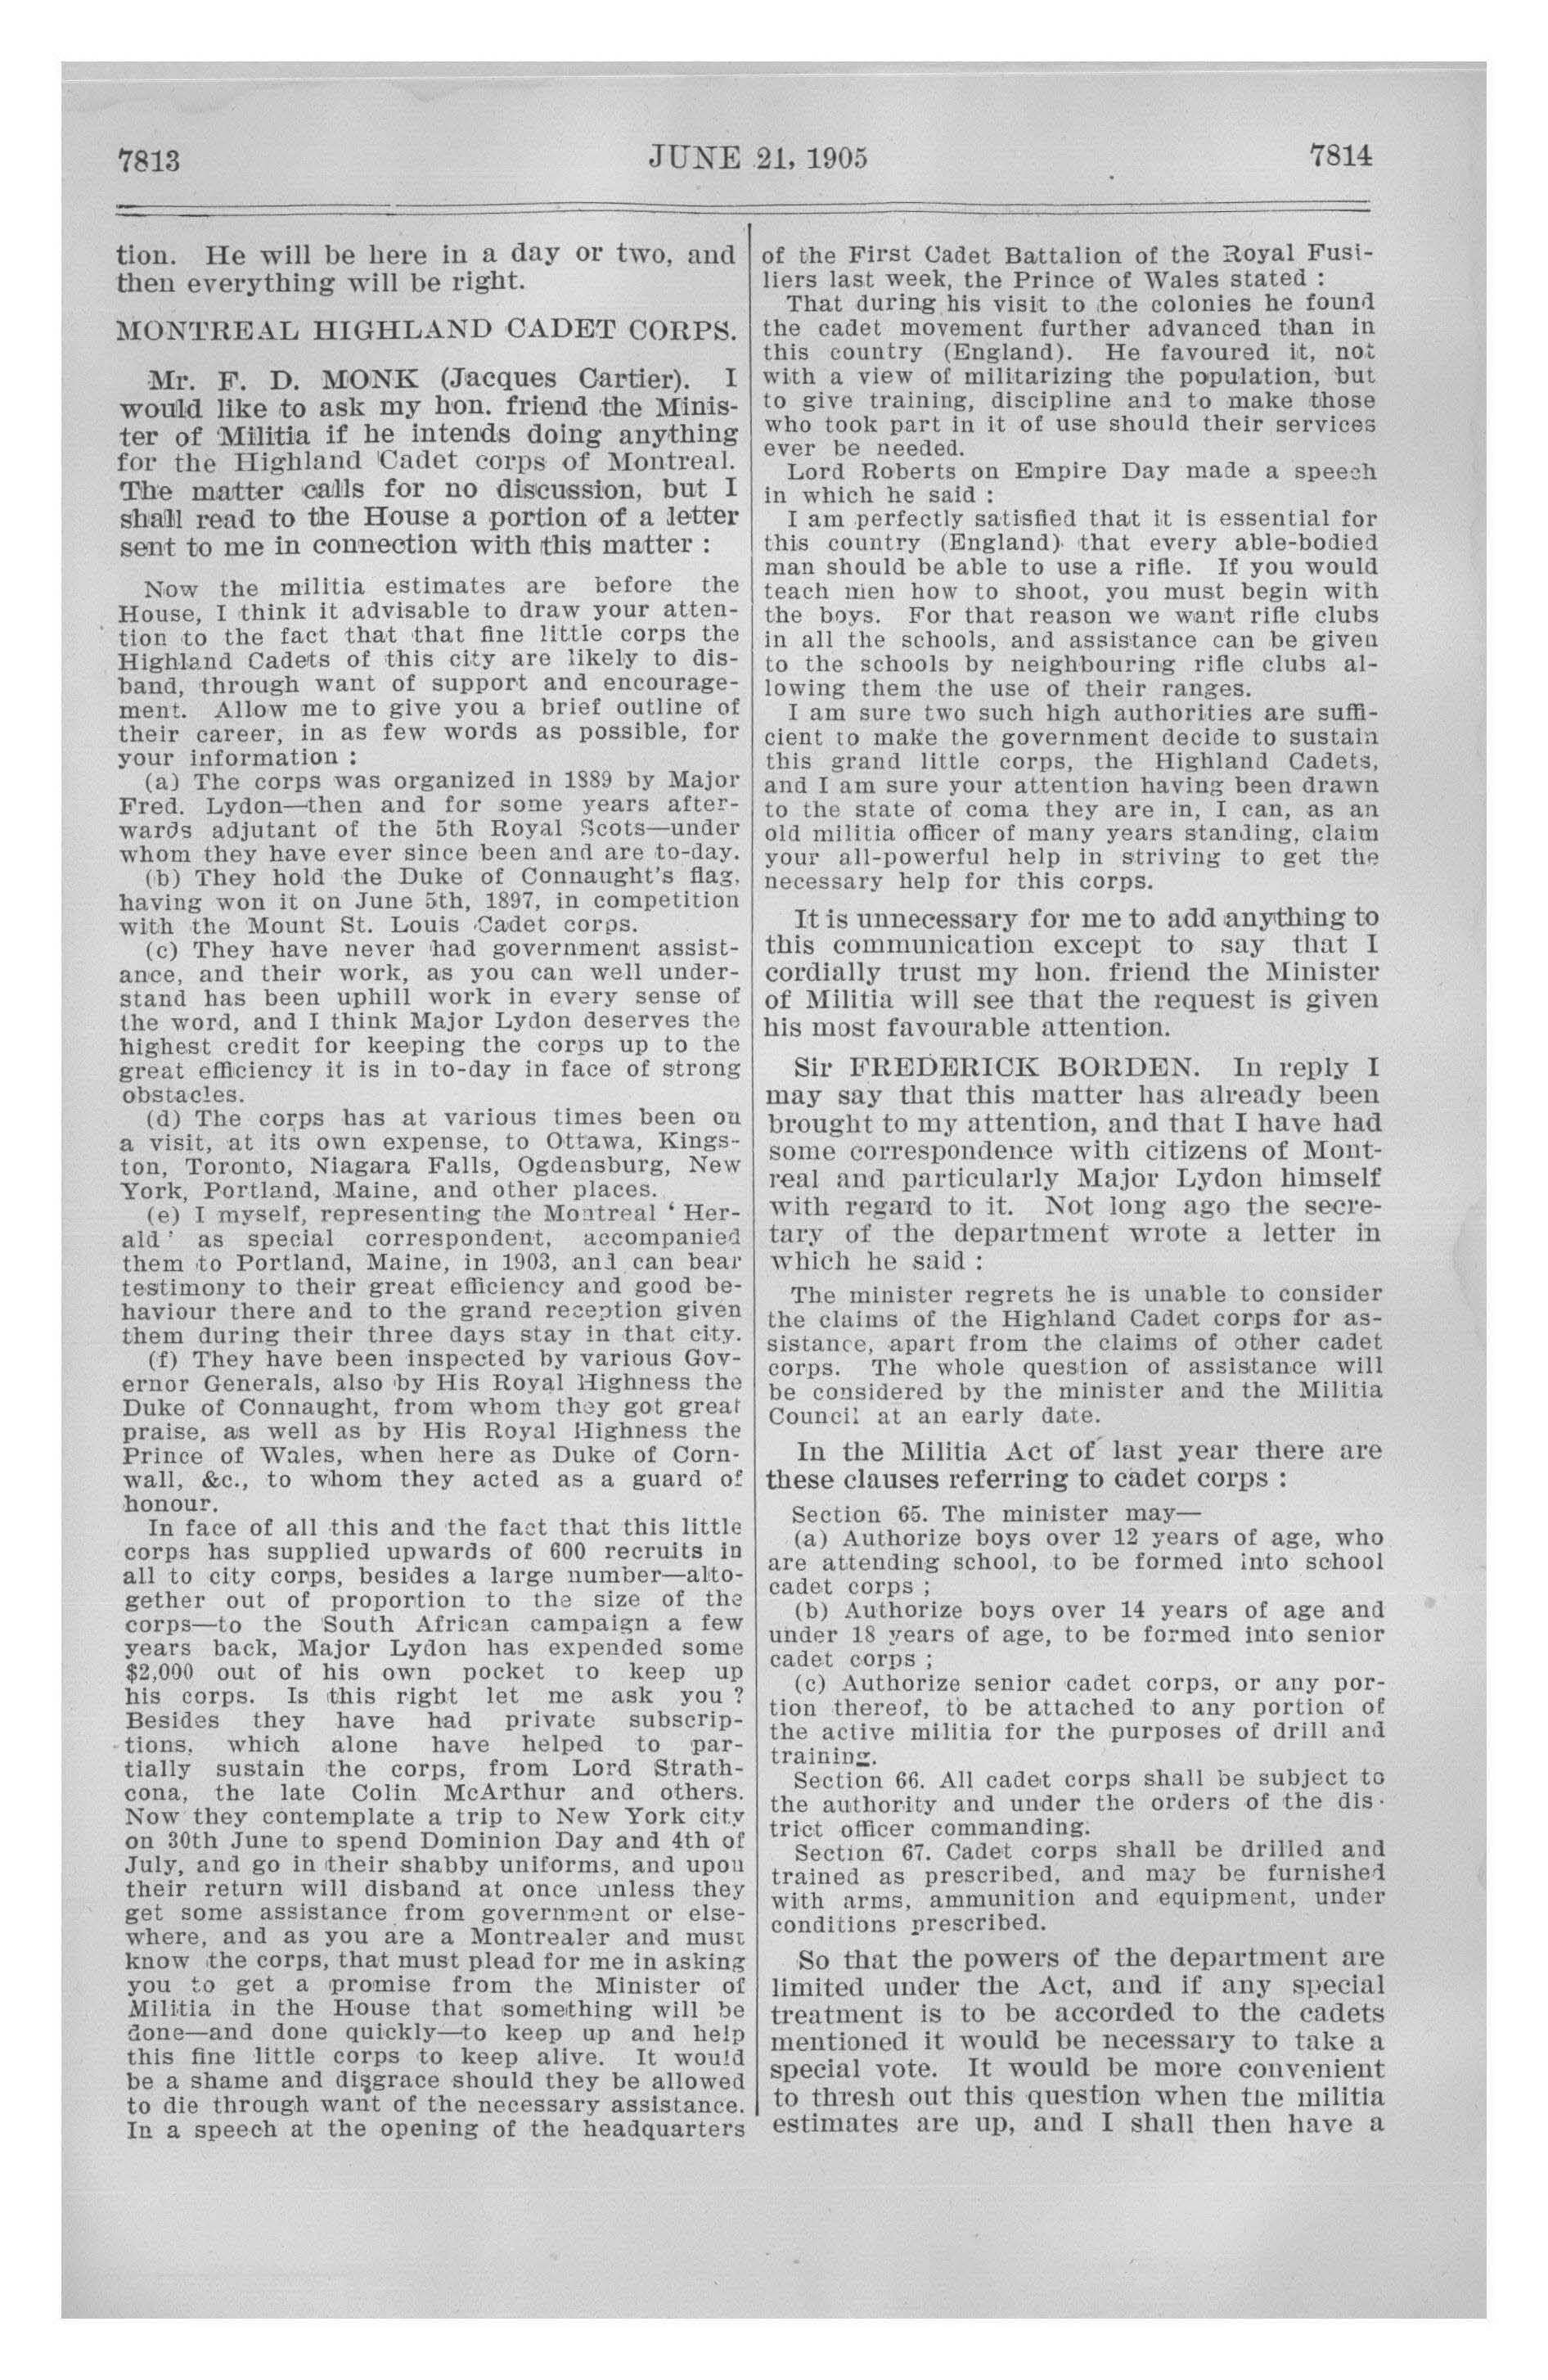 7813
JUNE 21, 1905
7814
tion. He will be here in a day or two, and
then everything will be right.
MONTREAL HIGHLAND CADET CORPS.
Mr. F. D. MONK (Jacques Cartier). I
would like to ask my hon. friend the Minis-
ter of Militia if he intends doing anything
for the Highland Cadet corps of Montreal.
The matter calls for no discussion, but I
shall read to the House a portion of a letter
sent to me in connection with this matter :
Now the militia estimates are before the
House, I think it advisable to draw your atten-
tion to the fact that that fine little corps the
Highland Cadets of this city are likely to dis-
band, through want of support and encourage-
ment. Allow me to give you a brief outline of
their career, in as few words as possible, for
your information :
(a) The corps was organized in 1889 by Major
Fred. Lydon—then and for some years after-
wards adjutant of the 5th Royal Scots—under
whom they have ever since been and are to-day.
(b) They hold the Duke of Connaught's flag,
having won it on June 5th, 1897, in competition
with the Mount St. Louis Cadet corps.
(c) They have never had government assist-
ance, and their work, as you can well under-
stand has been uphill work in every sense of
the word, and I think Major Lydon deserves the
highest credit for keeping the corps up to the
great efficiency it is in to-day in face of strong
obstacles.
(d) The corps has at various times been on
a visit, at its own expense, to Ottawa, Kings-
ton, Toronto, Niagara Falls, Ogdensburg, New
York, Portland, Maine, and other places.
(e) I myself, representing the Montreal ' Her-
ald ' as special correspondent, accompanied
them to Portland, Maine, in 1903, and can bear
testimony to their great efficiency and good be-
haviour there and to the grand reception given
them during their three days stay in that city.
(f) They have been inspected by various Gov-
ernor Generals, also by His Royal Highness the
Duke of Connaught, from whom they got great
praise, as well as by His Royal Highness the
Prince of Wales, when here as Duke of Corn-
wall, &c., to whom they acted as a guard of
honour.
In face of all this and the fact that this little
corps has supplied upwards of 600 recruits in
all to city corps, besides a large number—alto-
gether out of proportion to the size of the
corps—to the South African campaign a few
years back, Major Lydon has expended some
$2,000 out of his own pocket to keep up
his corps. Is this right let me ask you ?
Besides they have had private subscrip-
tions, which alone have helped to par-
tially sustain the corps, from Lord Strath-
cona, the late Colin McArthur and others.
Now they contemplate a trip to New York city
on 30th June to spend Dominion Day and 4th of
July, and go in their shabby uniforms, and upon
their return will disband at once unless they
get some assistance from government or else-
where, and as you are a Montrealer and must
know the corps, that must plead for me in asking
you to get a promise from the Minister of
Militia in the House that something will be
done—and done quickly—to keep up and help
this fine little corps to keep alive. It would
be a shame and disgrace should they be allowed
to die through want of the necessary assistance.
In a speech at the opening of the headquarters
of the First Cadet Battalion of the Royal Fusi-
liers last week, the Prince of Wales stated :
That during his visit to the colonies he found
the cadet movement further advanced than in
this country (England). He favoured it, not
with a view of militarizing the population, but
to give training, discipline and to make those
who took part in it of use should their services
ever be needed.
Lord Roberts on Empire Day made a speech
in which he said :
I am perfectly satisfied that it is essential for
this country (England) that every able-bodied
man should be able to use a rifle. If you would
teach men how to shoot, you must begin with
the boys. For that reason we want rifle clubs
in all the schools, and assistance can be given
to the schools by neighbouring rifle clubs al-
lowing them the use of their ranges.
I am sure two such high authorities are suffi-
cient to make the government decide to sustain
this grand little corps, the Highland Cadets,
and I am sure your attention having been drawn
to the state of coma they are in, I can, as an
old militia officer of many years standing, claim
your all-powerful help in striving to get the
necessary help for this corps.
It is unnecessary for me to add anything to
this communication except to say that I
cordially trust my hon. friend the Minister
of Militia will see that the request is given
his most favourable attention.
Sir FREDERICK BORDEN. In reply I
may say that this matter has already been
brought to my attention, and that I have had
some correspondence with citizens of Mont-
real and particularly Major Lydon himself
with regard to it. Not long ago the secre-
tary of the department wrote a letter in
which he said :
The minister regrets he is unable to consider
the claims of the Highland Cadet corps for as-
sistance, apart from the claims of other cadet
corps. The whole question of assistance will
be considered by the minister and the Militia
Council at an early date.
In the Militia Act of last year there are
these clauses referring to cadet corps :
Section 65. The minister may—
(a) Authorize boys over 12 years of age, who
are attending school, to be formed into school
cadet corps ;
(b) Authorize boys over 14 years of age and
under 18 years of age, to be formed into senior
cadet corps ;
(c) Authorize senior cadet corps, or any por-
tion thereof, to be attached to any portion of
the active militia for the purposes of drill and
training.
Section 66. All cadet corps shall be subject to
the authority and under the orders of the dis-
trict officer commanding.
Section 67. Cadet corps shall be drilled and
trained as prescribed, and may be furnished
with arms, ammunition and equipment, under
conditions prescribed.
So that the powers of the department are
limited under the Act, and if any special
treatment is to be accorded to the cadets
mentioned it would be necessary to take a
special vote. It would be more convenient
to thresh out this question when the militia
estimates are up, and I shall then have a